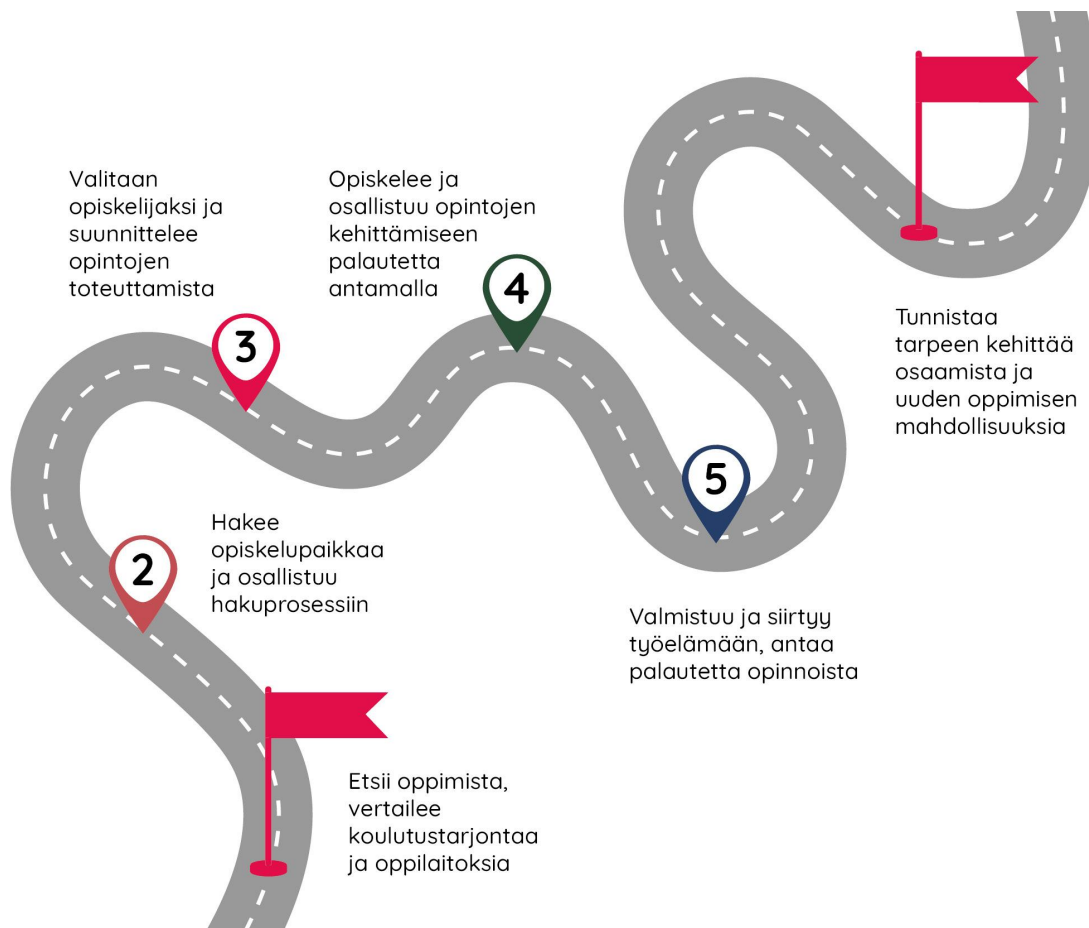 Valitaan
opiskelijaksi ja
suunnittelee
opintojen
toteuttamista
3
Opiskelee ja
osallistuu opintojen
kehittämiseen
palautetta
antamalla
4
Tunnistaa
tarpeen kehittää
osaamista ja
uuden oppimisen
mahdollisuuksia
5
Valmistuu ja siirtyy
työelämään, antaa
palautetta opinnoista
2
Hakee
opiskelupaikkaa
ja osallistuu
hakuprosessiin
Etsii oppimista,
vertailee
koulutustarjontaa
ja oppilaitoksia